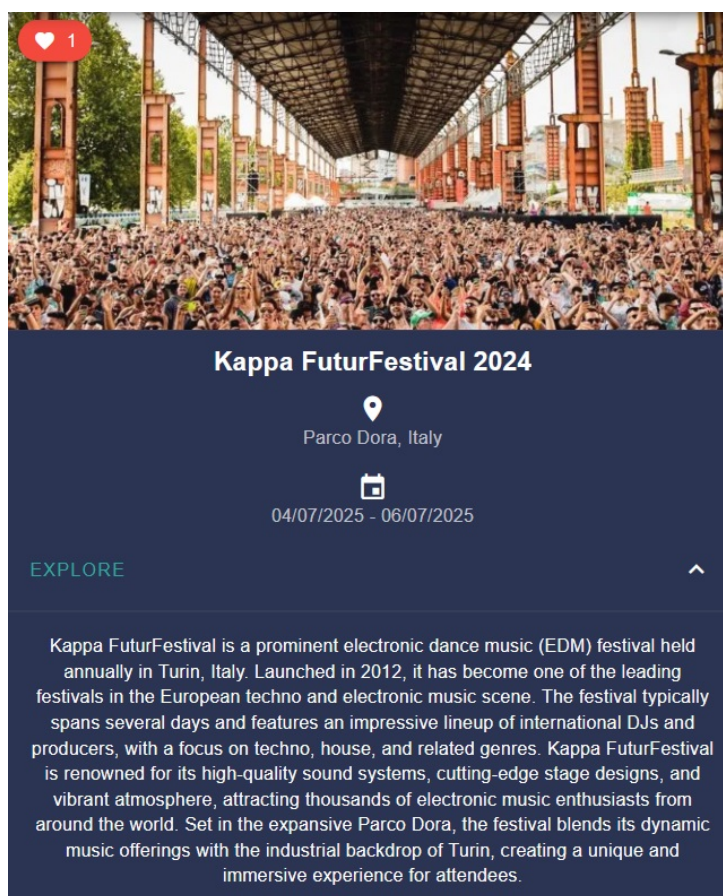 1
Kappa FuturFestival 2024
Parco Dora, Italy
04/07/2025 - 06/07/2025
EXPLORE
Kappa FuturFestival is a prominent electronic dance music (EDM) festival held
annually in Turin, Italy. Launched in 2012, it has become one of the leading
festivals in the European techno and electronic music scene. The festival typically
spans several days and features an impressive lineup of international DJs and
producers, with a focus on techno, house, and related genres. Kappa FuturFestival
is renowned for its high-quality sound systems, cutting-edge stage designs, and
vibrant atmosphere, attracting thousands of electronic music enthusiasts from
around the world. Set in the expansive Parco Dora, the festival blends its dynamic
music offerings with the industrial backdrop of Turin, creating a unique and
immersive experience for attendees.